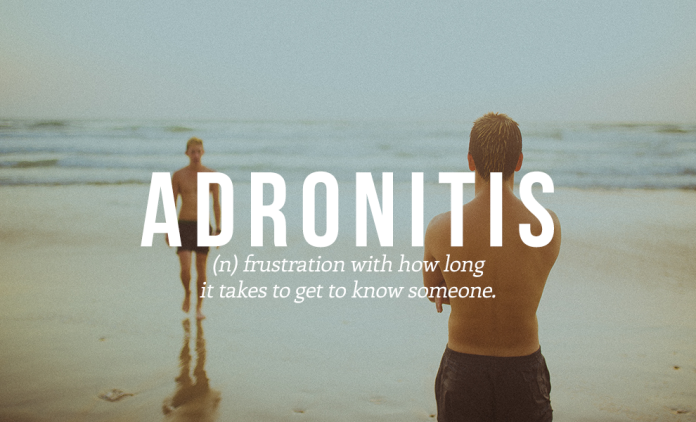 ADRONITIS
(n) frustration with how long
it takes to get to know someone.